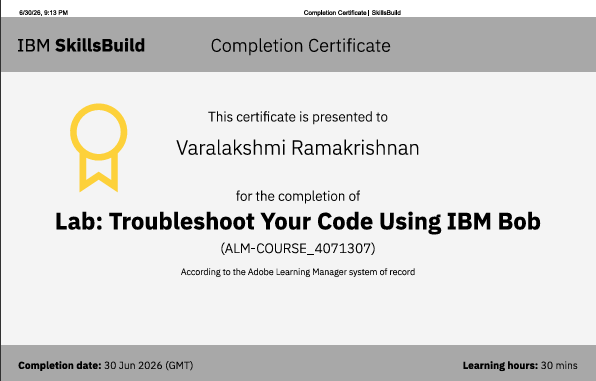 6/30/26, 9:13 PM
Completion Certificate | SkillsBuild
IBM SkillsBuild
Completion Certificate
This certificate is presented to
Varalakshmi Ramakrishnan
for the completion of
Lab: Troubleshoot Your Code Using IBM Bob
(ALM-COURSE_4071307)
According to the Adobe Learning Manager system of record
Completion date: 30 Jun 2026 (GMT)
Learning hours: 30 mins